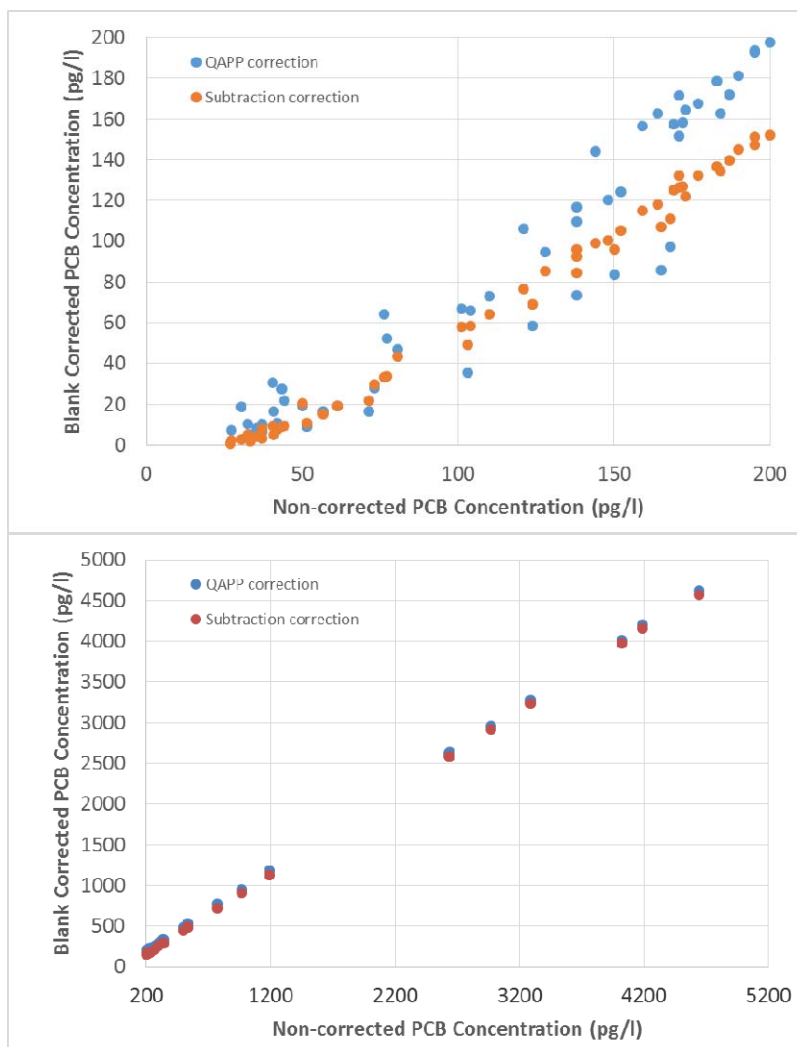 200
180
160
140
120
100
80
60
40
20
0
Blank Corrected PCB Concentration (pg/l)
QAPP correction
Subtraction correction
0 50 100 150 200
Non-corrected PCB Concentration (pg/l)
5000
4500
4000
3500
3000
2500
2000
1500
1000
500
0
Blank Corrected PCB Concentration (pg/l)
QAPP correction
Subtraction correction
200 1200 2200 3200 4200 5200
Non-corrected PCB Concentration (pg/l)